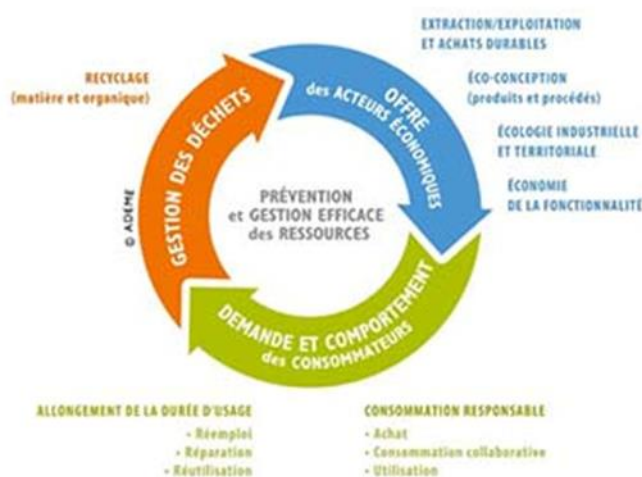 EXTRACTION/EXPLOITATION
ET ACHATS DURABLES
RECYCLAGE
(matière et organique)
ÉCO-CONCEPTION
(produits et procédés)
ÉCOLOGIE INDUSTRIELLE
ET TERRITORIALE
ÉCONOMIE
DE LA FONCTIONNALITÉ
OFFRE
des ACTEURS ÉCONOMIQUES
GESTION DES DÉCHETS
PRÉVENTION
et GESTION EFFICACE
des RESSOURCES
© ADEME
DEMANDE ET COMPORTEMENT
des CONSOMMATEURS
ALLONGEMENT DE LA DURÉE D'USAGE
• Réemploi
• Réparation
• Réutilisation
CONSOMMATION RESPONSABLE
• Achat
• Consommation collaborative
• Utilisation